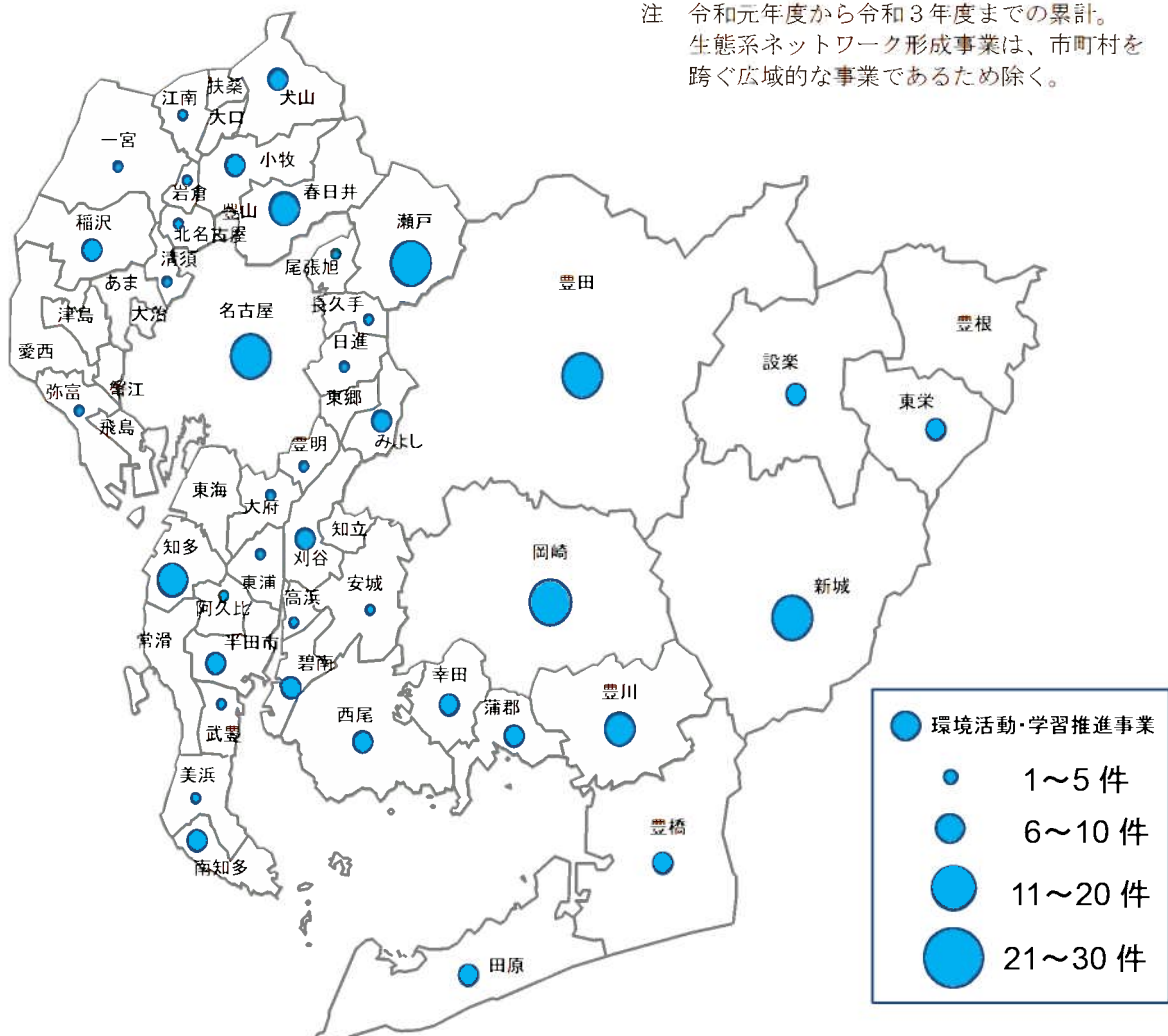 注 令和元年度から令和３年度までの累計。
生態系ネットワーク形成事業は、市町村を
跨ぐ広域的な事業であるため除く。
扶桑
江南
犬山
大口
一宮
小牧
岩倉
春日井
豊山
稲沢
瀬戸
北名古屋
清須
尾張旭
あま
豊田
長久手
津島
大治
名古屋
豊根
日進
愛西
設楽
弥富
蟹江
東郷
東栄
飛島
みよし
豊明
東海
大府
知立
知多
岡崎
刈谷
東浦
安城
新城
高浜
阿久比
常滑
半田市
碧南
幸田
豊川
西尾
蒲郡
武豊
美浜
豊橋
南知多
田原
環境活動・学習推進事業
1～5 件
6～10 件
11～20 件
21～30 件